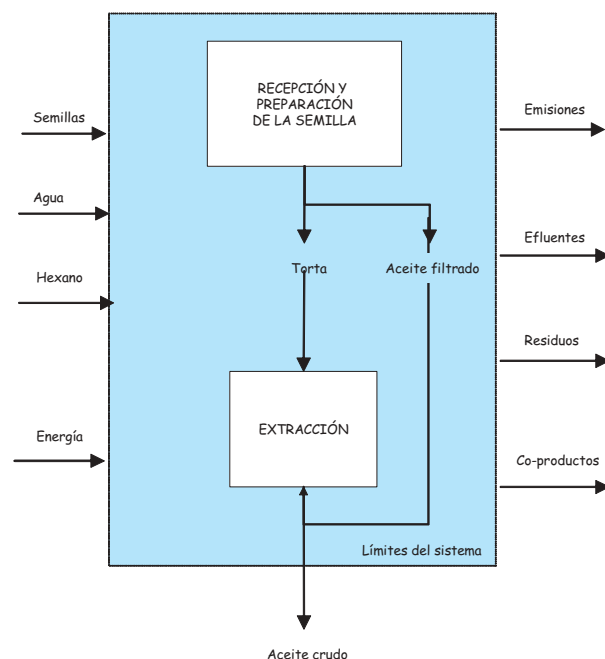 RECEPCIÓN Y
PREPARACIÓN
DE LA SEMILLA
Semillas
Emisiones
Agua
Efluentes
Torta
Aceite filtrado
Hexano
Residuos
EXTRACCIÓN
Energía
Co-productos
Límites del sistema
Aceite crudo